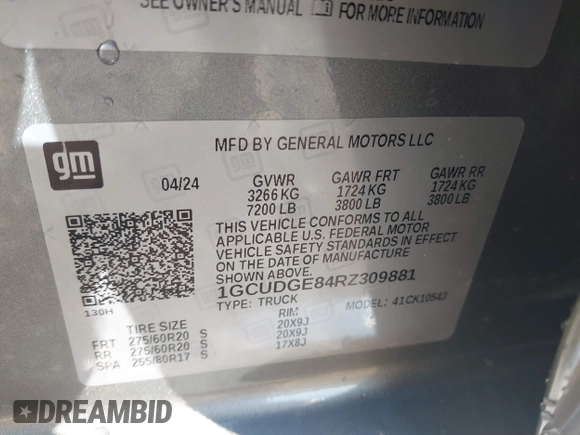 SEE OWNER'S MANUAL FOR MORE INFORMATION
gm
MFD BY GENERAL MOTORS LLC
04/24 GVWR GAWR FRT GAWR RR
3266 KG 1724 KG 1724 KG
7200 LB 3800 LB 3800 LB
THIS VEHICLE CONFORMS TO ALL
APPLICABLE U.S. FEDERAL MOTOR
VEHICLE SAFETY STANDARDS IN EFFECT
ON THE DATE OF MANUFACTURE
SHOWN ABOVE.
1GCUDGE84RZ309881
TYPE: TRUCK MODEL: 41CK10543
130H
TIRE SIZE RIM
FRT 275/60R20 S 20X9J
RR 275/60R20 S 20X9J
SPA 255/80R17 S 17X8J
DREAMBID